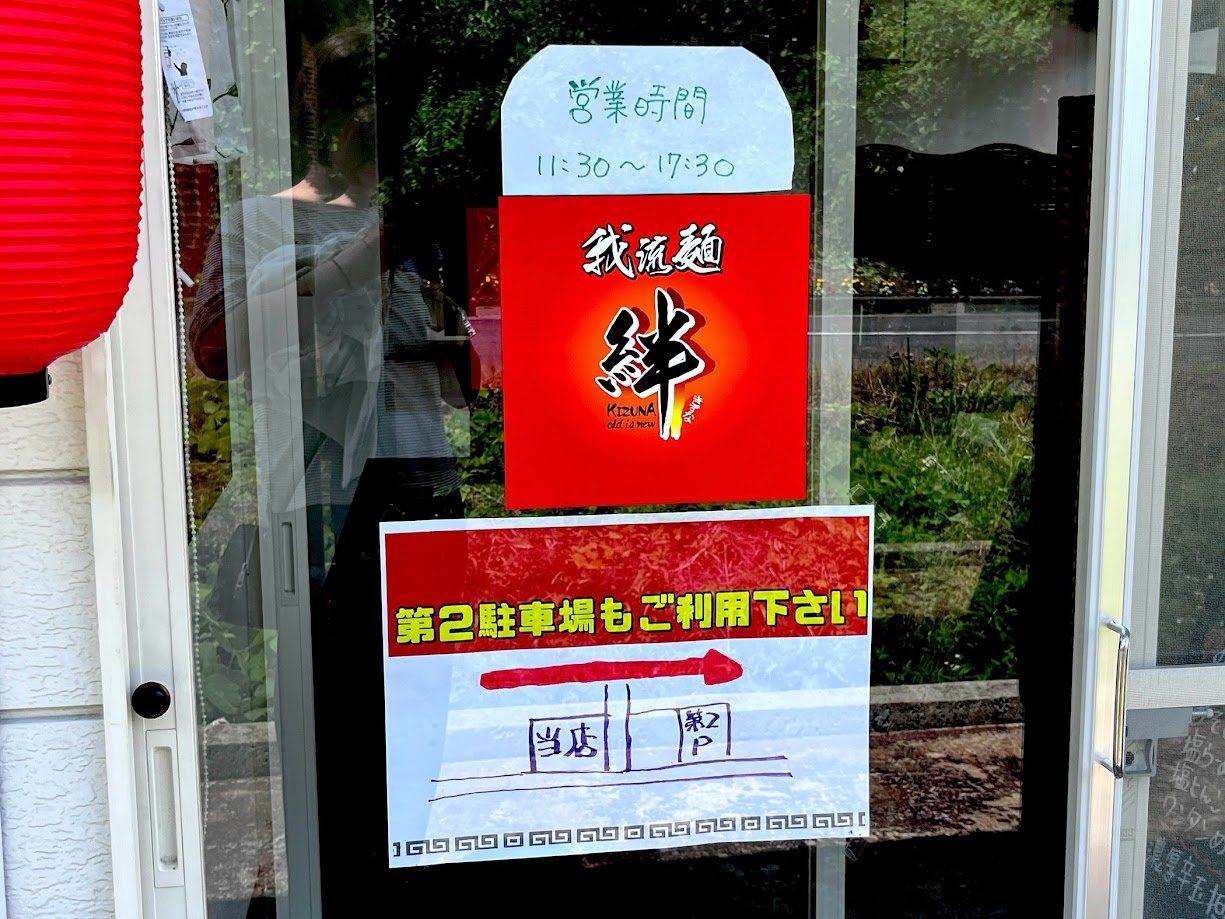 営業時間
11:30～17:30
我流麺
絆
KIZUNA
old is new
第2駐車場もご利用下さい
当店
第2
P